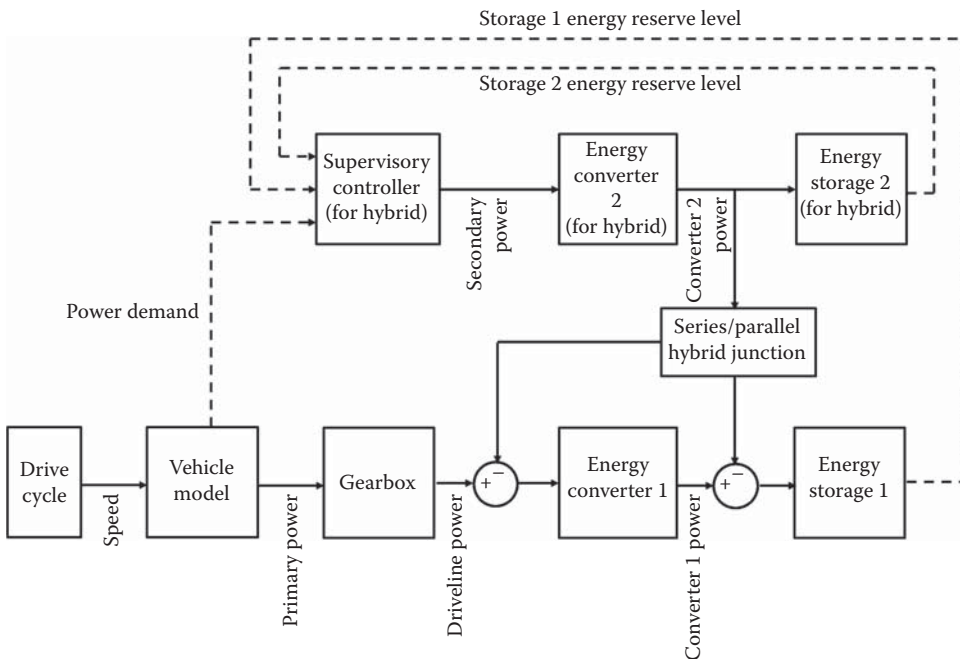 Storage 1 energy reserve level
Storage 2 energy reserve level
Supervisory
controller
(for hybrid)
Secondary
power
Energy
converter
2
(for hybrid)
Converter 2
power
Energy
storage 2
(for hybrid)
Power demand
Series/parallel
hybrid junction
Drive
cycle
Speed
Vehicle
model
Primary power
Gearbox
Driveline power
+ −
Energy
converter 1
Converter 1 power
+ −
Energy
storage 1